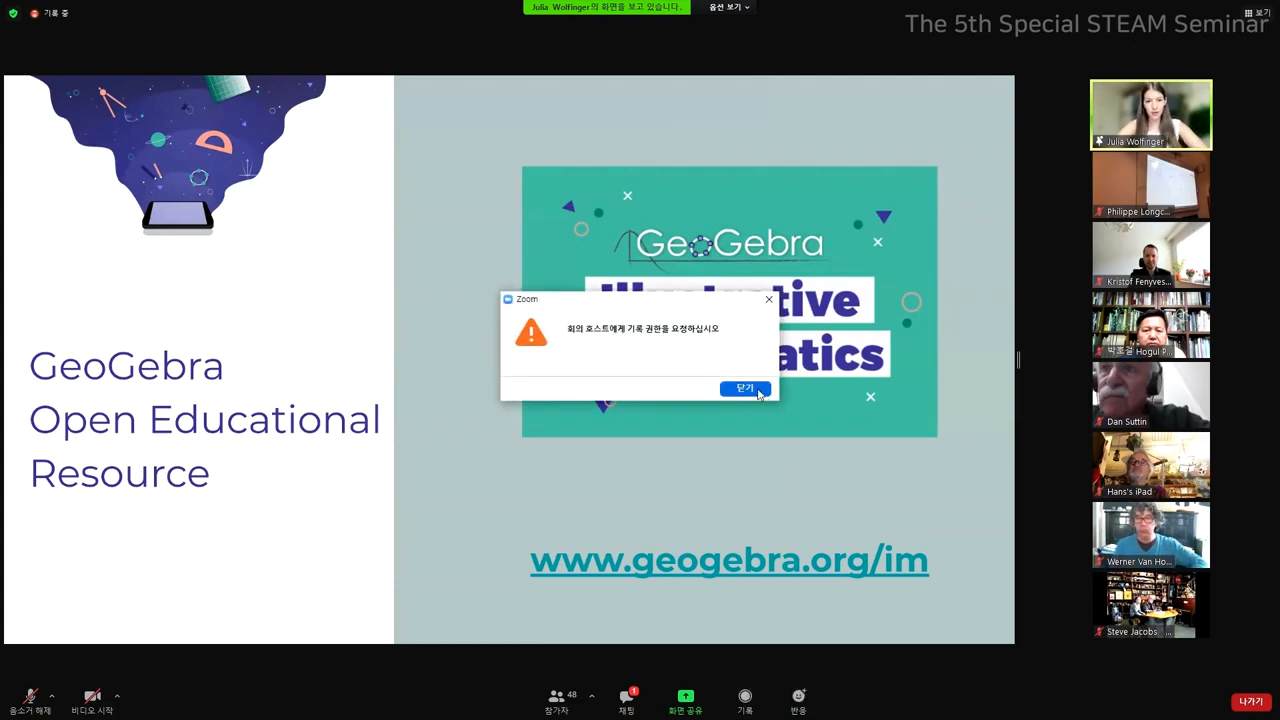 기록 중
Julia Wolfinger의 화면을 보고 있습니다.
옵션 보기
보기
The 5th Special STEAM Seminar
GeoGebra
Open Educational
Resource
GeoGebra
www.geogebra.org/im
Zoom
회의 호스트에게 기록 권한을 요청하십시오
닫기
Julia Wolfinger
Philippe Longc...
Kristof Fenyves...
Hogul P...
Dan Suttin
Hans's iPad
Werner Van Ho...
Steve Jacobs ...
음소거 해제
비디오 시작
48
참가자
1
채팅
화면 공유
기록
반응
나가기